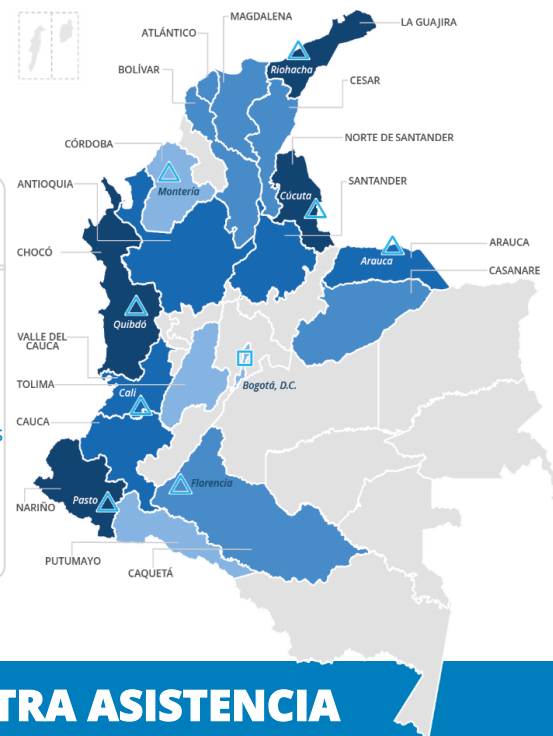 MAGDALENA
LA GUAJIRA
ATLÁNTICO
BOLÍVAR
Riohacha
CESAR
NORTE DE SANTANDER
CÓRDOBA
SANTANDER
ANTIOQUIA
Montería
Cúcuta
ARAUCA
CHOCÓ
Arauca
CASANARE
Quibdó
VALLE DEL
CAUCA
TOLIMA
Bogotá, D.C.
Cali
CAUCA
Florencia
Pasto
NARIÑO
PUTUMAYO
CAQUETÁ
TRA ASISTENCIA